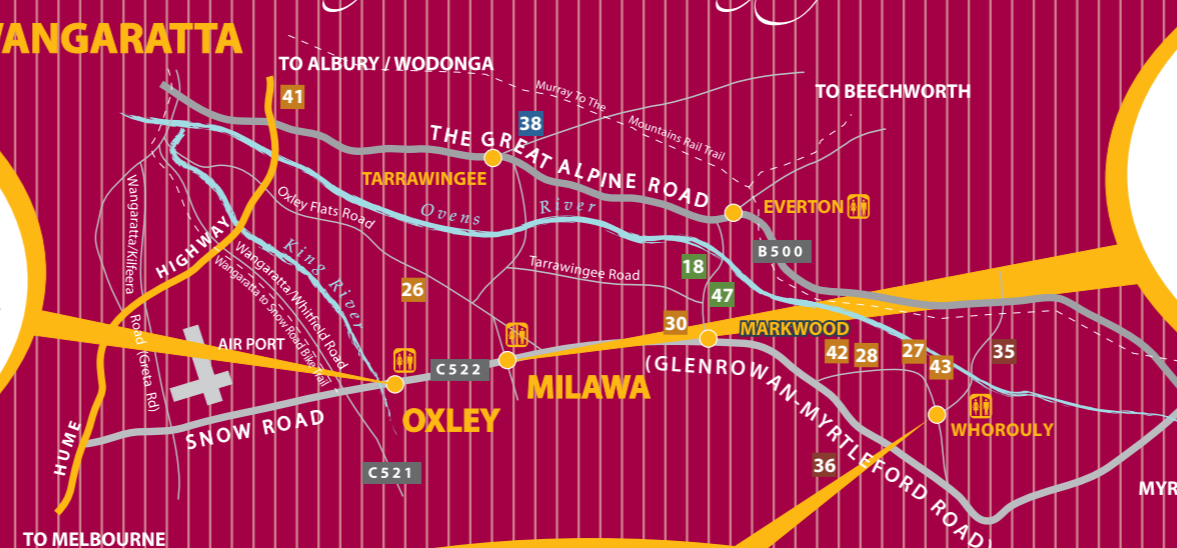 WANGARATTA
TO ALBURY / WODONGA
41
Murray To The
Mountains Rail Trail
TO BEECHWORTH
38
THE GREAT ALPINE ROAD
TARRAWINGEE
EVERTON
B500
Oxley Flats Road
Ovens River
King River
Wangaratta/Kilfeera Road (Greta Rd)
HUME HIGHWAY
Wangaratta/Whitfield Road
Wangaratta to Snow Road Bike Trail
Tarrawingee Road
18
47
26
30
MARKWOOD
42
28
27
43
35
AIR PORT
C522
MILAWA
(GLENROWAN-MYRTLEFORD ROAD)
OXLEY
SNOW ROAD
C521
WHOROULY
36
MYR
TO MELBOURNE